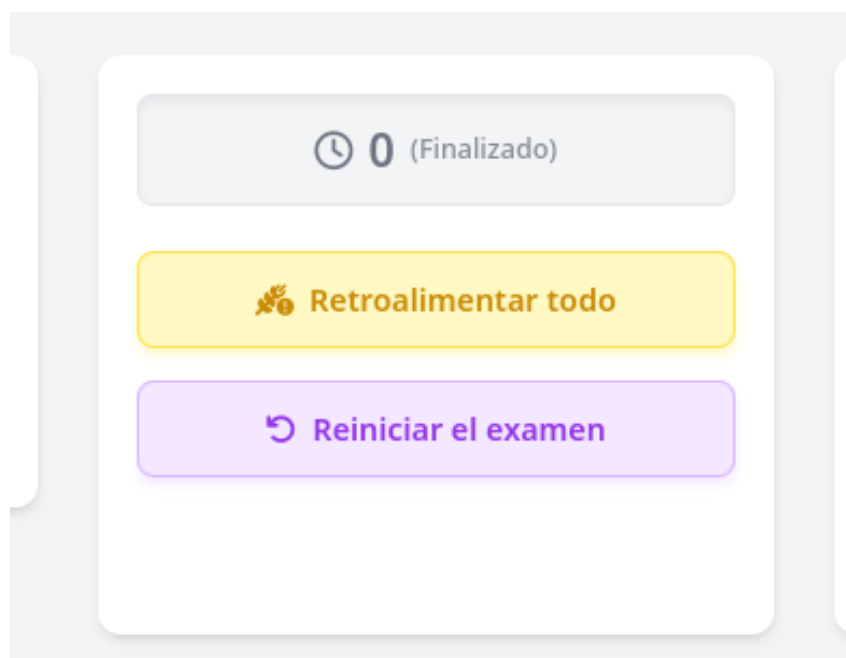 0 (Finalizado)
Retroalimentar todo
Reiniciar el examen